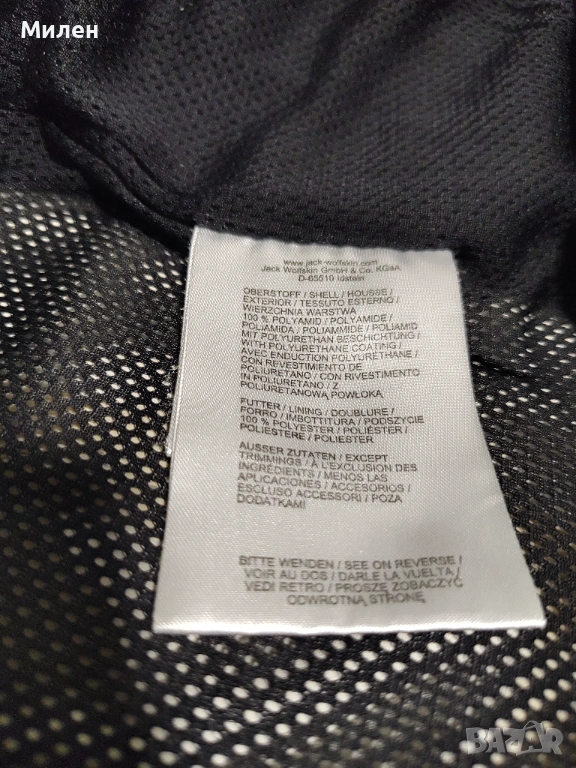 Милен
www.jack-wolfskin.com
Jack Wolfskin GmbH & Co. KGaA
D-65510 Idstein
OBERSTOFF / SHELL / HOUSSE /
EXTERIOR / TESSUTO ESTERNO /
WIERZCHNIA WARSTWA
100 % POLYAMID / POLYAMIDE /
POLIAMIDA / POLIAMMIDE / POLIAMID
MIT POLYURETHAN BESCHICHTUNG /
WITH POLYURETHANE COATING /
AVEC ENDUCTION POLYURÉTHANE /
CON REVESTIMIENTO DE
POLIURETANO / CON RIVESTIMENTO
IN POLIURETANO / Z
POLIURETANOWĄ POWŁOKĄ
FUTTER / LINING / DOUBLURE /
FORRO / IMBOTTITURA / PODSZYCIE
100 % POLYESTER / POLIÉSTER /
POLIESTERE / POLIESTER
AUSSER ZUTATEN / EXCEPT
TRIMMINGS / À L'EXCLUSION DES
INGRÉDIENTS / MENOS LAS
APLICACIONES / ACCESORIOS /
ESCLUSO ACCESSORI / POZA
DODATKAMI
BITTE WENDEN / SEE ON REVERSE /
VOIR AU DOS / DARLE LA VUELTA /
VEDI RETRO / PROSZĘ ZOBACZYĆ
ODWROTNĄ STRONĘ
BAZAR